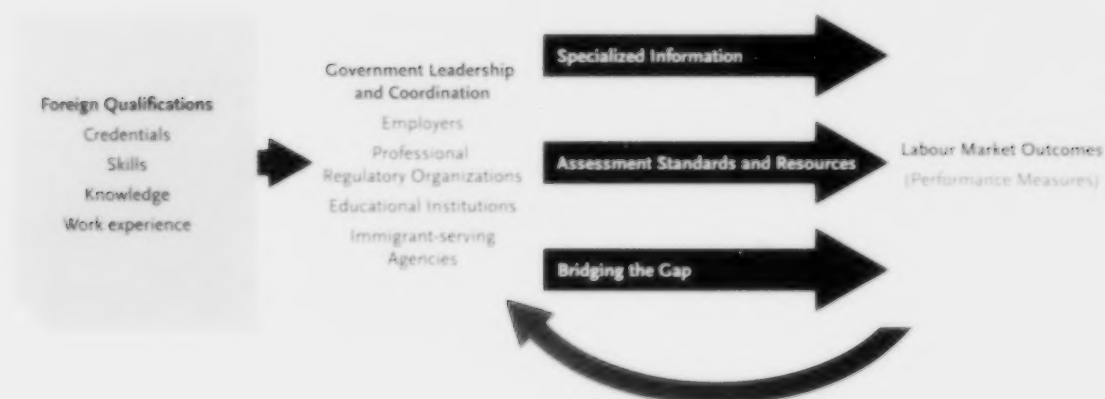 Foreign Qualifications
Credentials
Skills
Knowledge
Work experience
Government Leadership
and Coordination
Employers
Professional
Regulatory Organizations
Educational Institutions
Immigrant-serving
Agencies
Specialized Information
Assessment Standards and Resources
Bridging the Gap
Labour Market Outcomes
(Performance Measures)